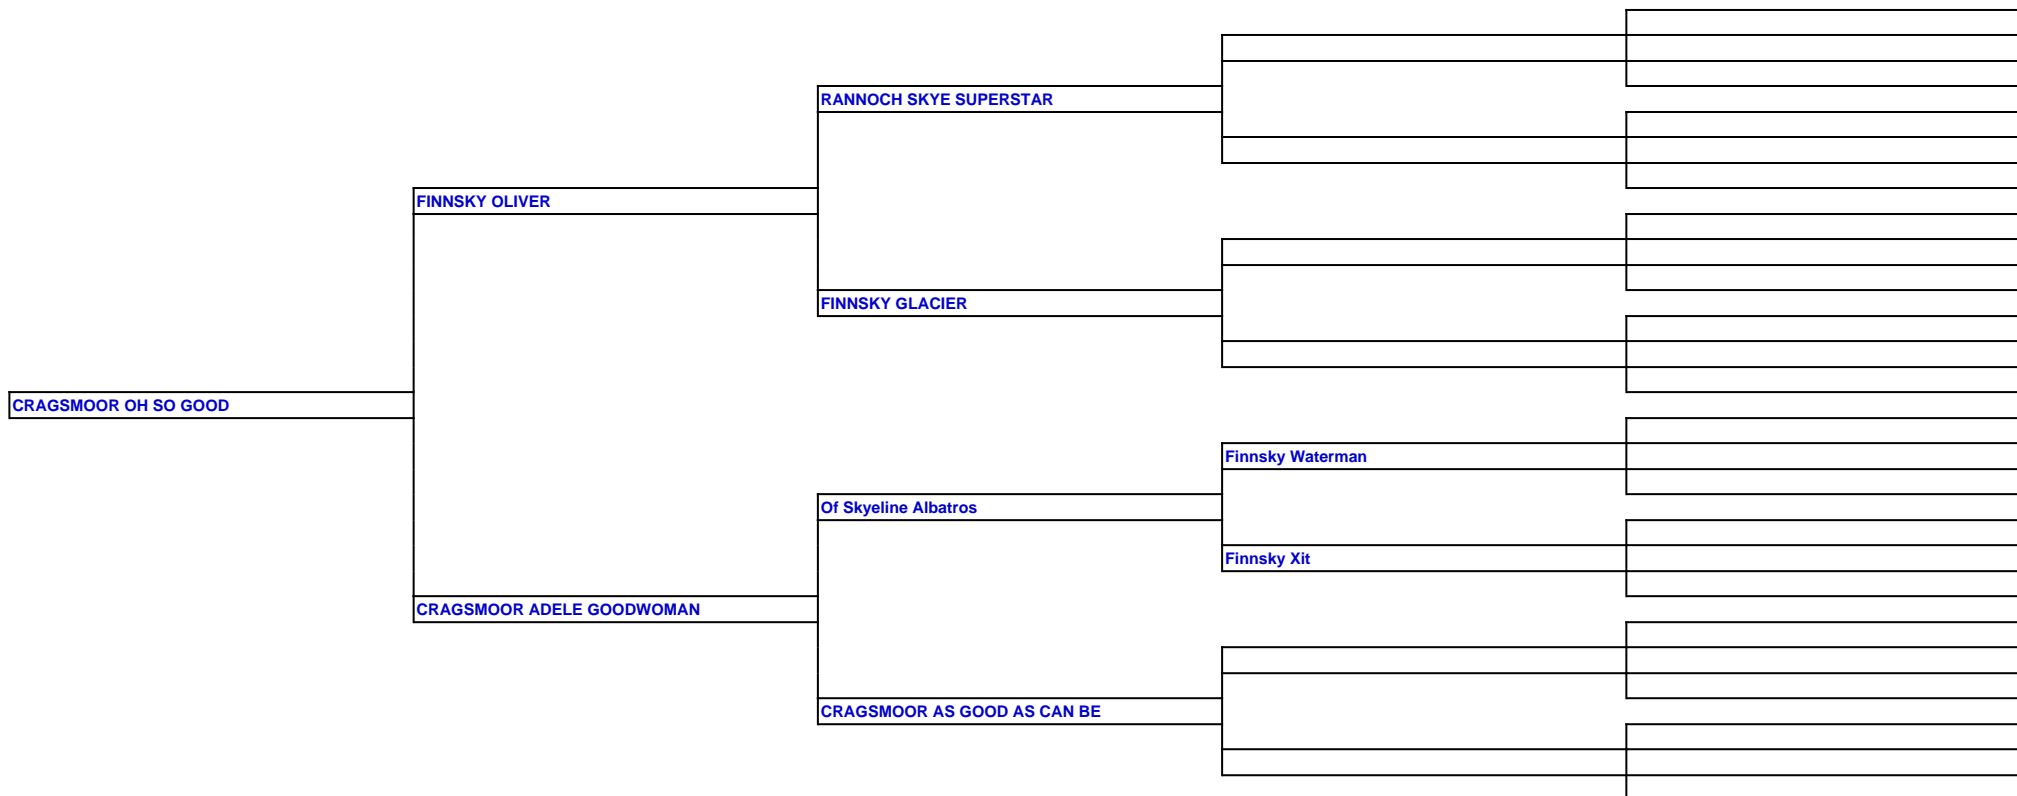 RANNOCH SKYE SUPERSTAR
FINNSKY OLIVER
FINNSKY GLACIER
CRAGSMOOR OH SO GOOD
Finnsky Waterman
Of Skyeline Albatros
Finnsky Xit
CRAGSMOOR ADELE GOODWOMAN
CRAGSMOOR AS GOOD AS CAN BE